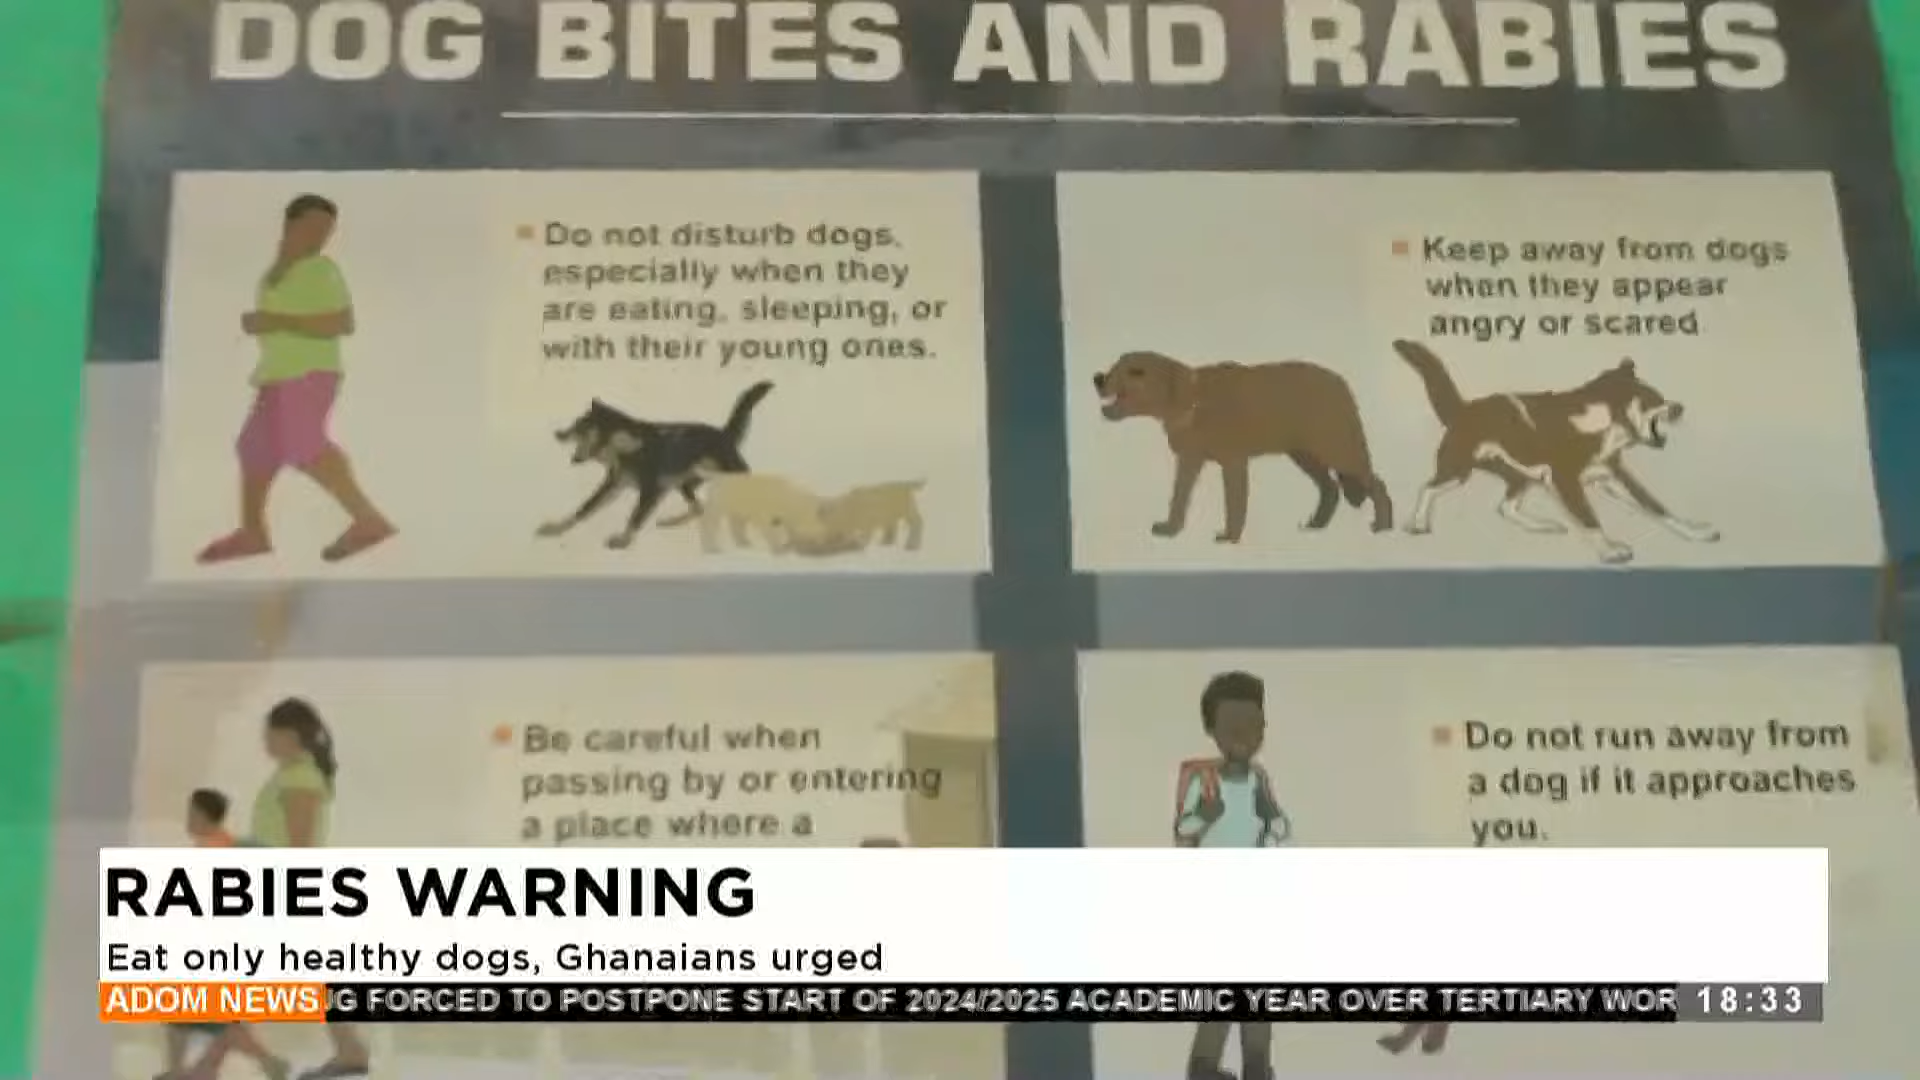 DOG BITES AND RABIES
Do not disturb dogs,
especially when they
are eating, sleeping, or
with their young ones.
Keep away from dogs
when they appear
angry or scared
Be careful when
passing by or entering
a place where a
Do not run away from
a dog if it approaches
you.
RABIES WARNING
Eat only healthy dogs, Ghanaians urged
ADOM NEWS
FORCED TO POSTPONE START OF 2024/2025 ACADEMIC YEAR OVER TERTIARY
18:33